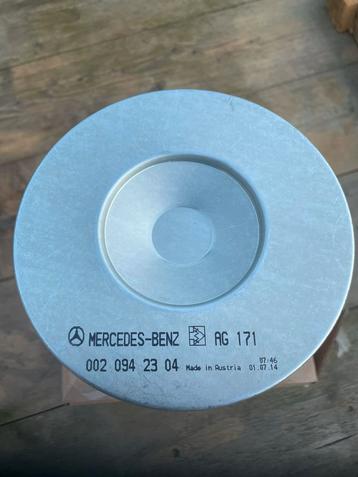 MERCEDES-BENZ AG 171
07:46
002 094 23 04 Made in Austria 01.07.14